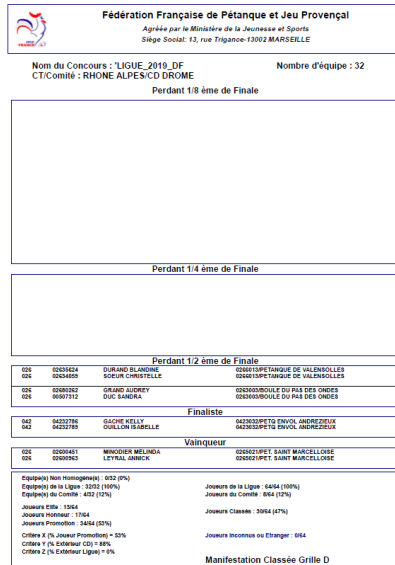 Fédération Française de Pétanque et Jeu Provençal
Agréée par le Ministère de la Jeunesse et Sports
Siège Social: 13, rue Trigance-13002 MARSEILLE
Nom du Concours : 'LIGUE_2019_DF Nombre d'équipe : 32
CT/Comité : RHONE ALPES/CD DROME
Perdant 1/8 ème de Finale
Perdant 1/4 ème de Finale
Perdant 1/2 ème de Finale
026 02635624 DURAND BLANDINE 0266013/PETANQUE DE VALENSOLLES
026 02634059 SOEUR CHRISTELLE 0266013/PETANQUE DE VALENSOLLES
026 02680262 GRAND AUDREY 0263003/BOULE DU PAS DES ONDES
026 00507312 DUC SANDRA 0263003/BOULE DU PAS DES ONDES
Finaliste
042 04232786 GACHE KELLY 0423032/PETQ ENVOL ANDREZIEUX
042 04232789 OUILLON ISABELLE 0423032/PETQ ENVOL ANDREZIEUX
Vainqueur
026 02600451 MINODIER MÉLINDA 0265021/PET. SAINT MARCELLOISE
026 02600963 LEYRAL ANNICK 0265021/PET. SAINT MARCELLOISE
Equipe(s) Non Homogène(s) : 0/32 (0%)
Equipe(s) de la Ligue : 32/32 (100%) Joueurs de la Ligue : 64/64 (100%)
Equipe(s) du Comité : 4/32 (12%) Joueurs du Comité : 8/64 (12%)
Joueurs Elite : 13/64
Joueurs Honneur : 17/64 Joueurs Classés : 30/64 (47%)
Joueurs Promotion : 34/64 (53%)
Critère X (% Joueur Promotion) = 53% Joueurs Inconnus ou Etranger : 0/64
Critère Y (% Extérieur CD) = 88%
Critère Z (% Extérieur Ligue) = 0%
Manifestation Classée Grille D